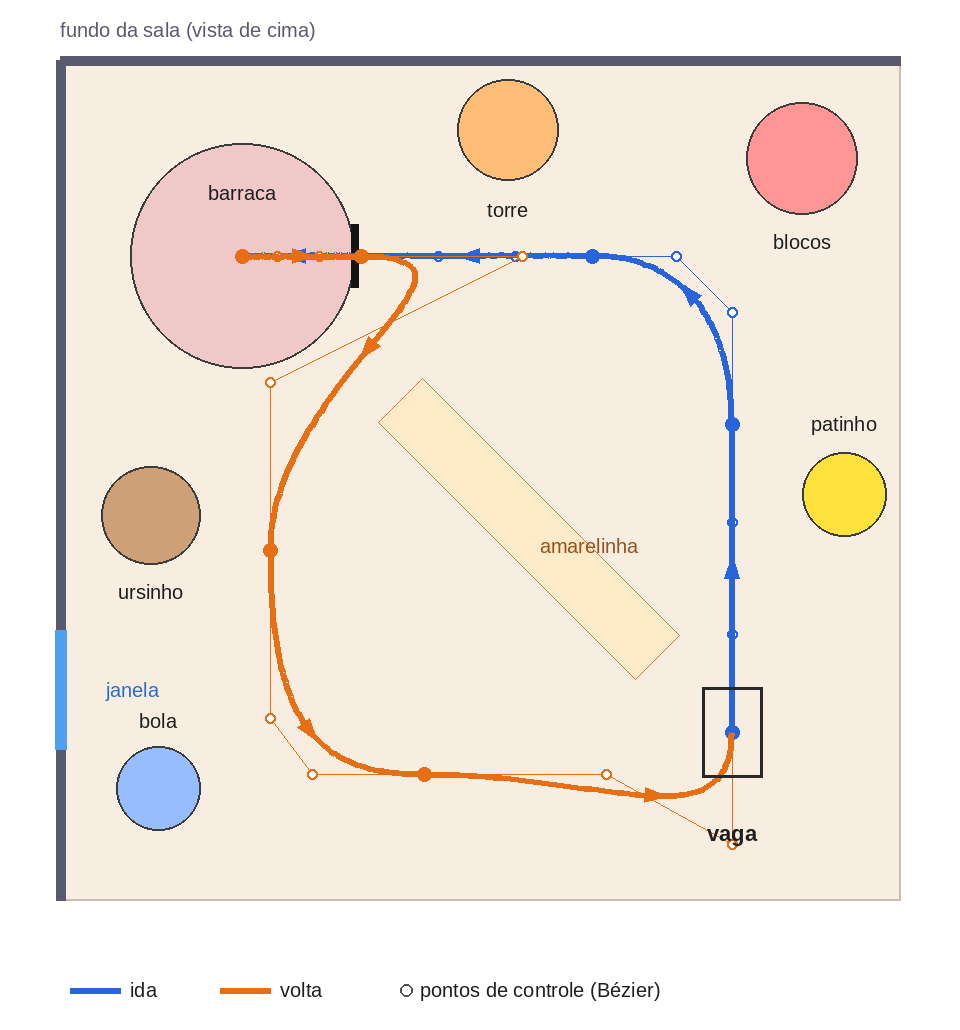 fundo da sala (vista de cima)
barraca
torre
blocos
patinho
amarelinha
ursinho
janela
bola
vaga
ida
volta
pontos de controle (Bézier)